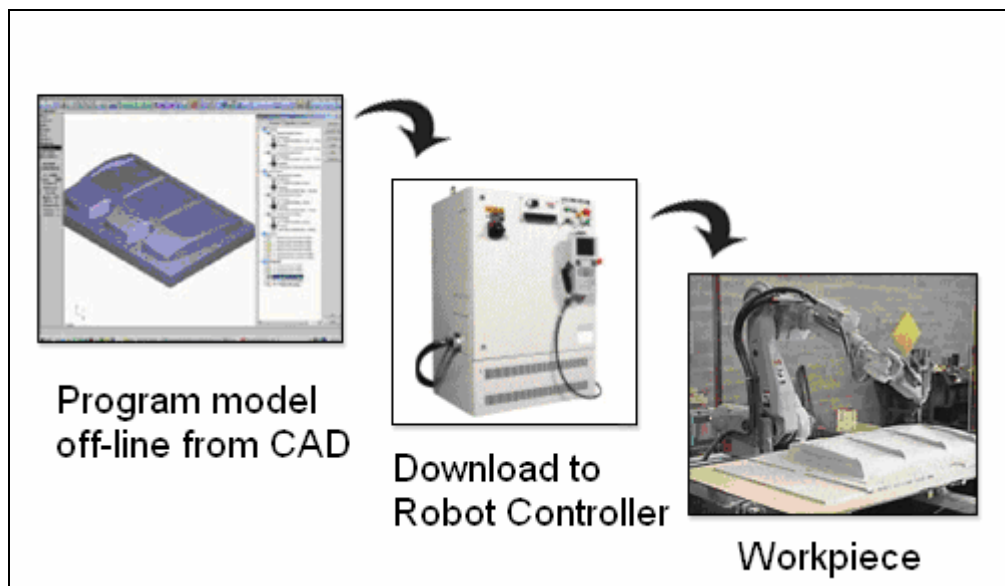 Program model
off-line from CAD
Download to
Robot Controller
Workpiece